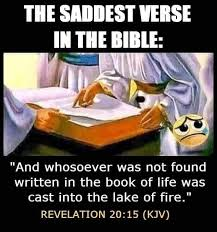 THE SADDEST VERSE
IN THE BIBLE:
"And whosoever was not found
written in the book of life was
cast into the lake of fire."
REVELATION 20:15 (KJV)